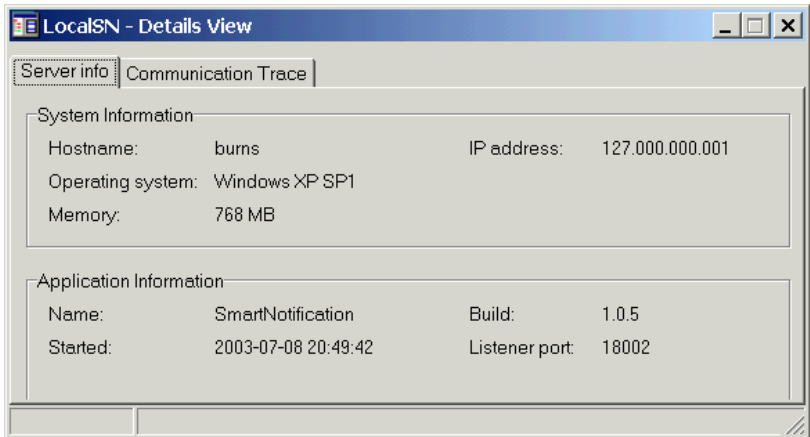 LocalSN - Details View
Server info Communication Trace
System Information
Hostname: burns IP address: 127.000.000.001
Operating system: Windows XP SP1
Memory: 768 MB
Application Information
Name: SmartNotification Build: 1.0.5
Started: 2003-07-08 20:49:42 Listener port: 18002